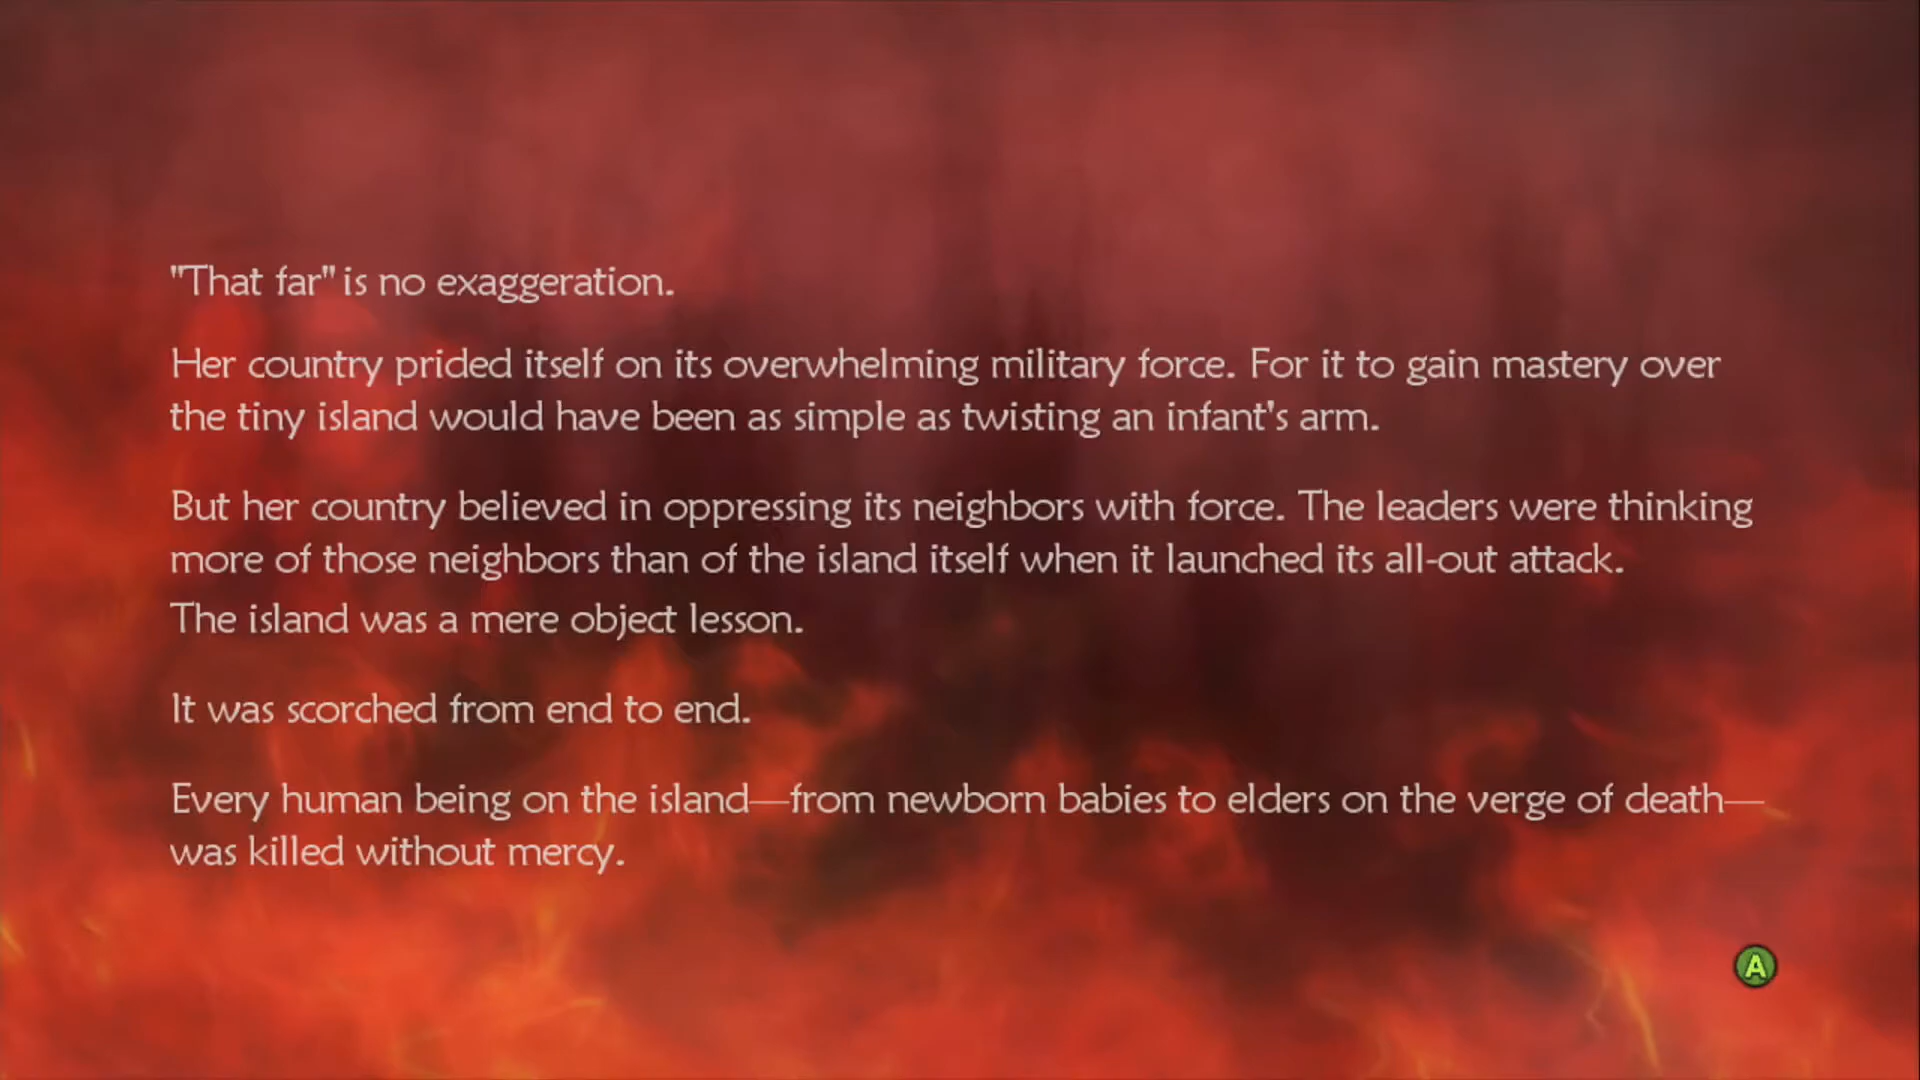 "That far" is no exaggeration.
Her country prided itself on its overwhelming military force. For it to gain mastery over
the tiny island would have been as simple as twisting an infant's arm.
But her country believed in oppressing its neighbors with force. The leaders were thinking
more of those neighbors than of the island itself when it launched its all-out attack.
The island was a mere object lesson.
It was scorched from end to end.
Every human being on the island—from newborn babies to elders on the verge of death—
was killed without mercy.
A